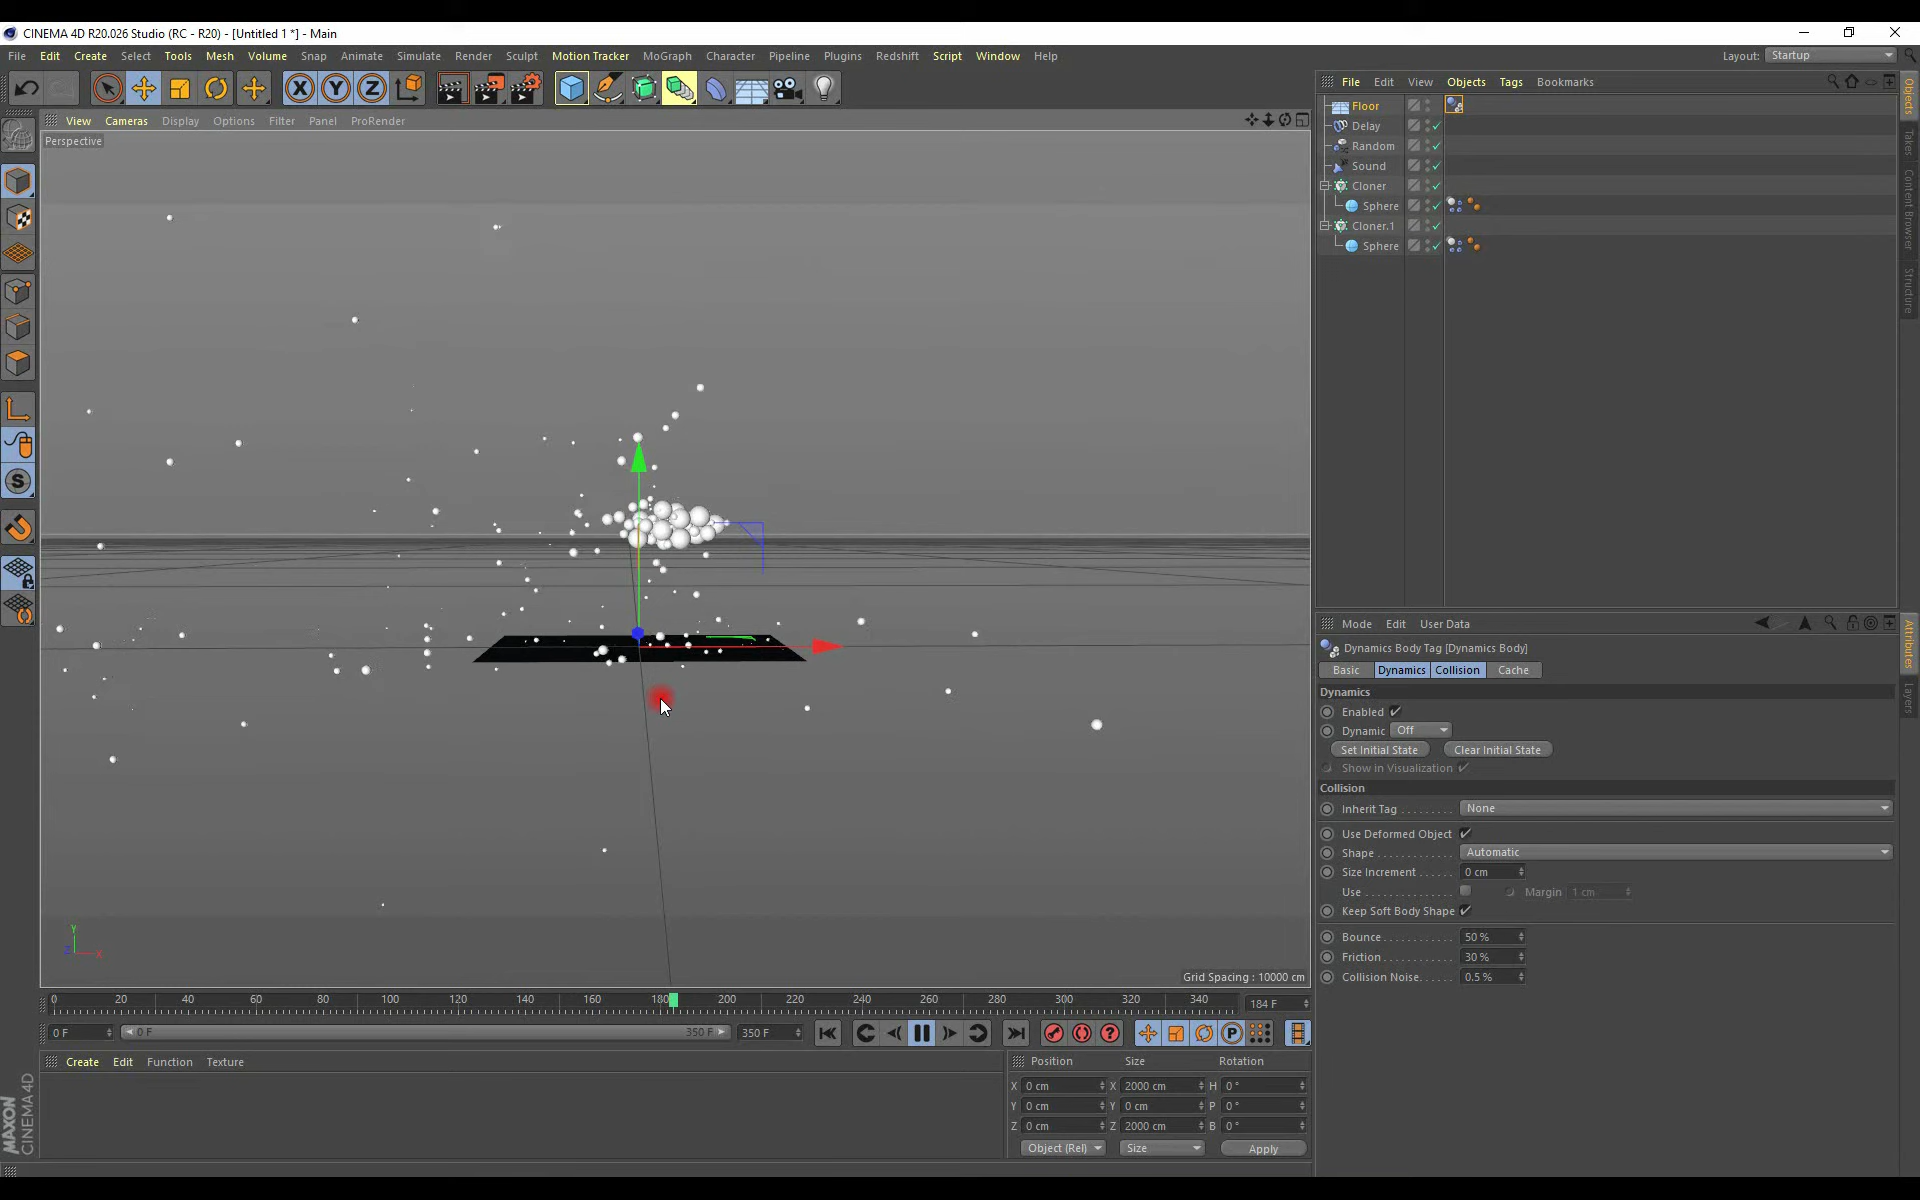 CINEMA 4D R20.026 Studio (RC - R20) - [Untitled 1 *] - Main
File Edit Create Select Tools Mesh Volume Snap Animate Simulate Render Sculpt Motion Tracker MoGraph Character Pipeline Plugins Redshift Script Window Help
Layout: Startup
X Y Z
File Edit View Objects Tags Bookmarks
View Cameras Display Options Filter Panel ProRender
Perspective
Floor
Delay
Random
Sound
Cloner
Sphere
Cloner.1
Sphere
Objects
Takes
Content Browser
Structure
S
Mode Edit User Data
Dynamics Body Tag [Dynamics Body]
Basic Dynamics Collision Cache
Dynamics
Enabled
Dynamic Off
Set Initial State Clear Initial State
Show in Visualization
Collision
Inherit Tag . . . . . . . . . None
Use Deformed Object
Shape . . . . . . . . . . . . Automatic
Size Increment . . . . . . 0 cm
Use . . . . . . . . . . . . . . Margin 1 cm
Keep Soft Body Shape
Bounce . . . . . . . . . . . 50 %
Friction . . . . . . . . . . . 30 %
Collision Noise . . . . . . 0.5 %
Attributes
Layers
Y
Z X
Grid Spacing : 10000 cm
0 20 40 60 80 100 120 140 160 180 200 220 240 260 280 300 320 340 184 F
0 F 0 F 350 F 350 F P
Create Edit Function Texture
Position Size Rotation
X 0 cm X 2000 cm H 0 °
Y 0 cm Y 0 cm P 0 °
Z 0 cm Z 2000 cm B 0 °
Object (Rel) Size Apply
MAXON
CINEMA 4D